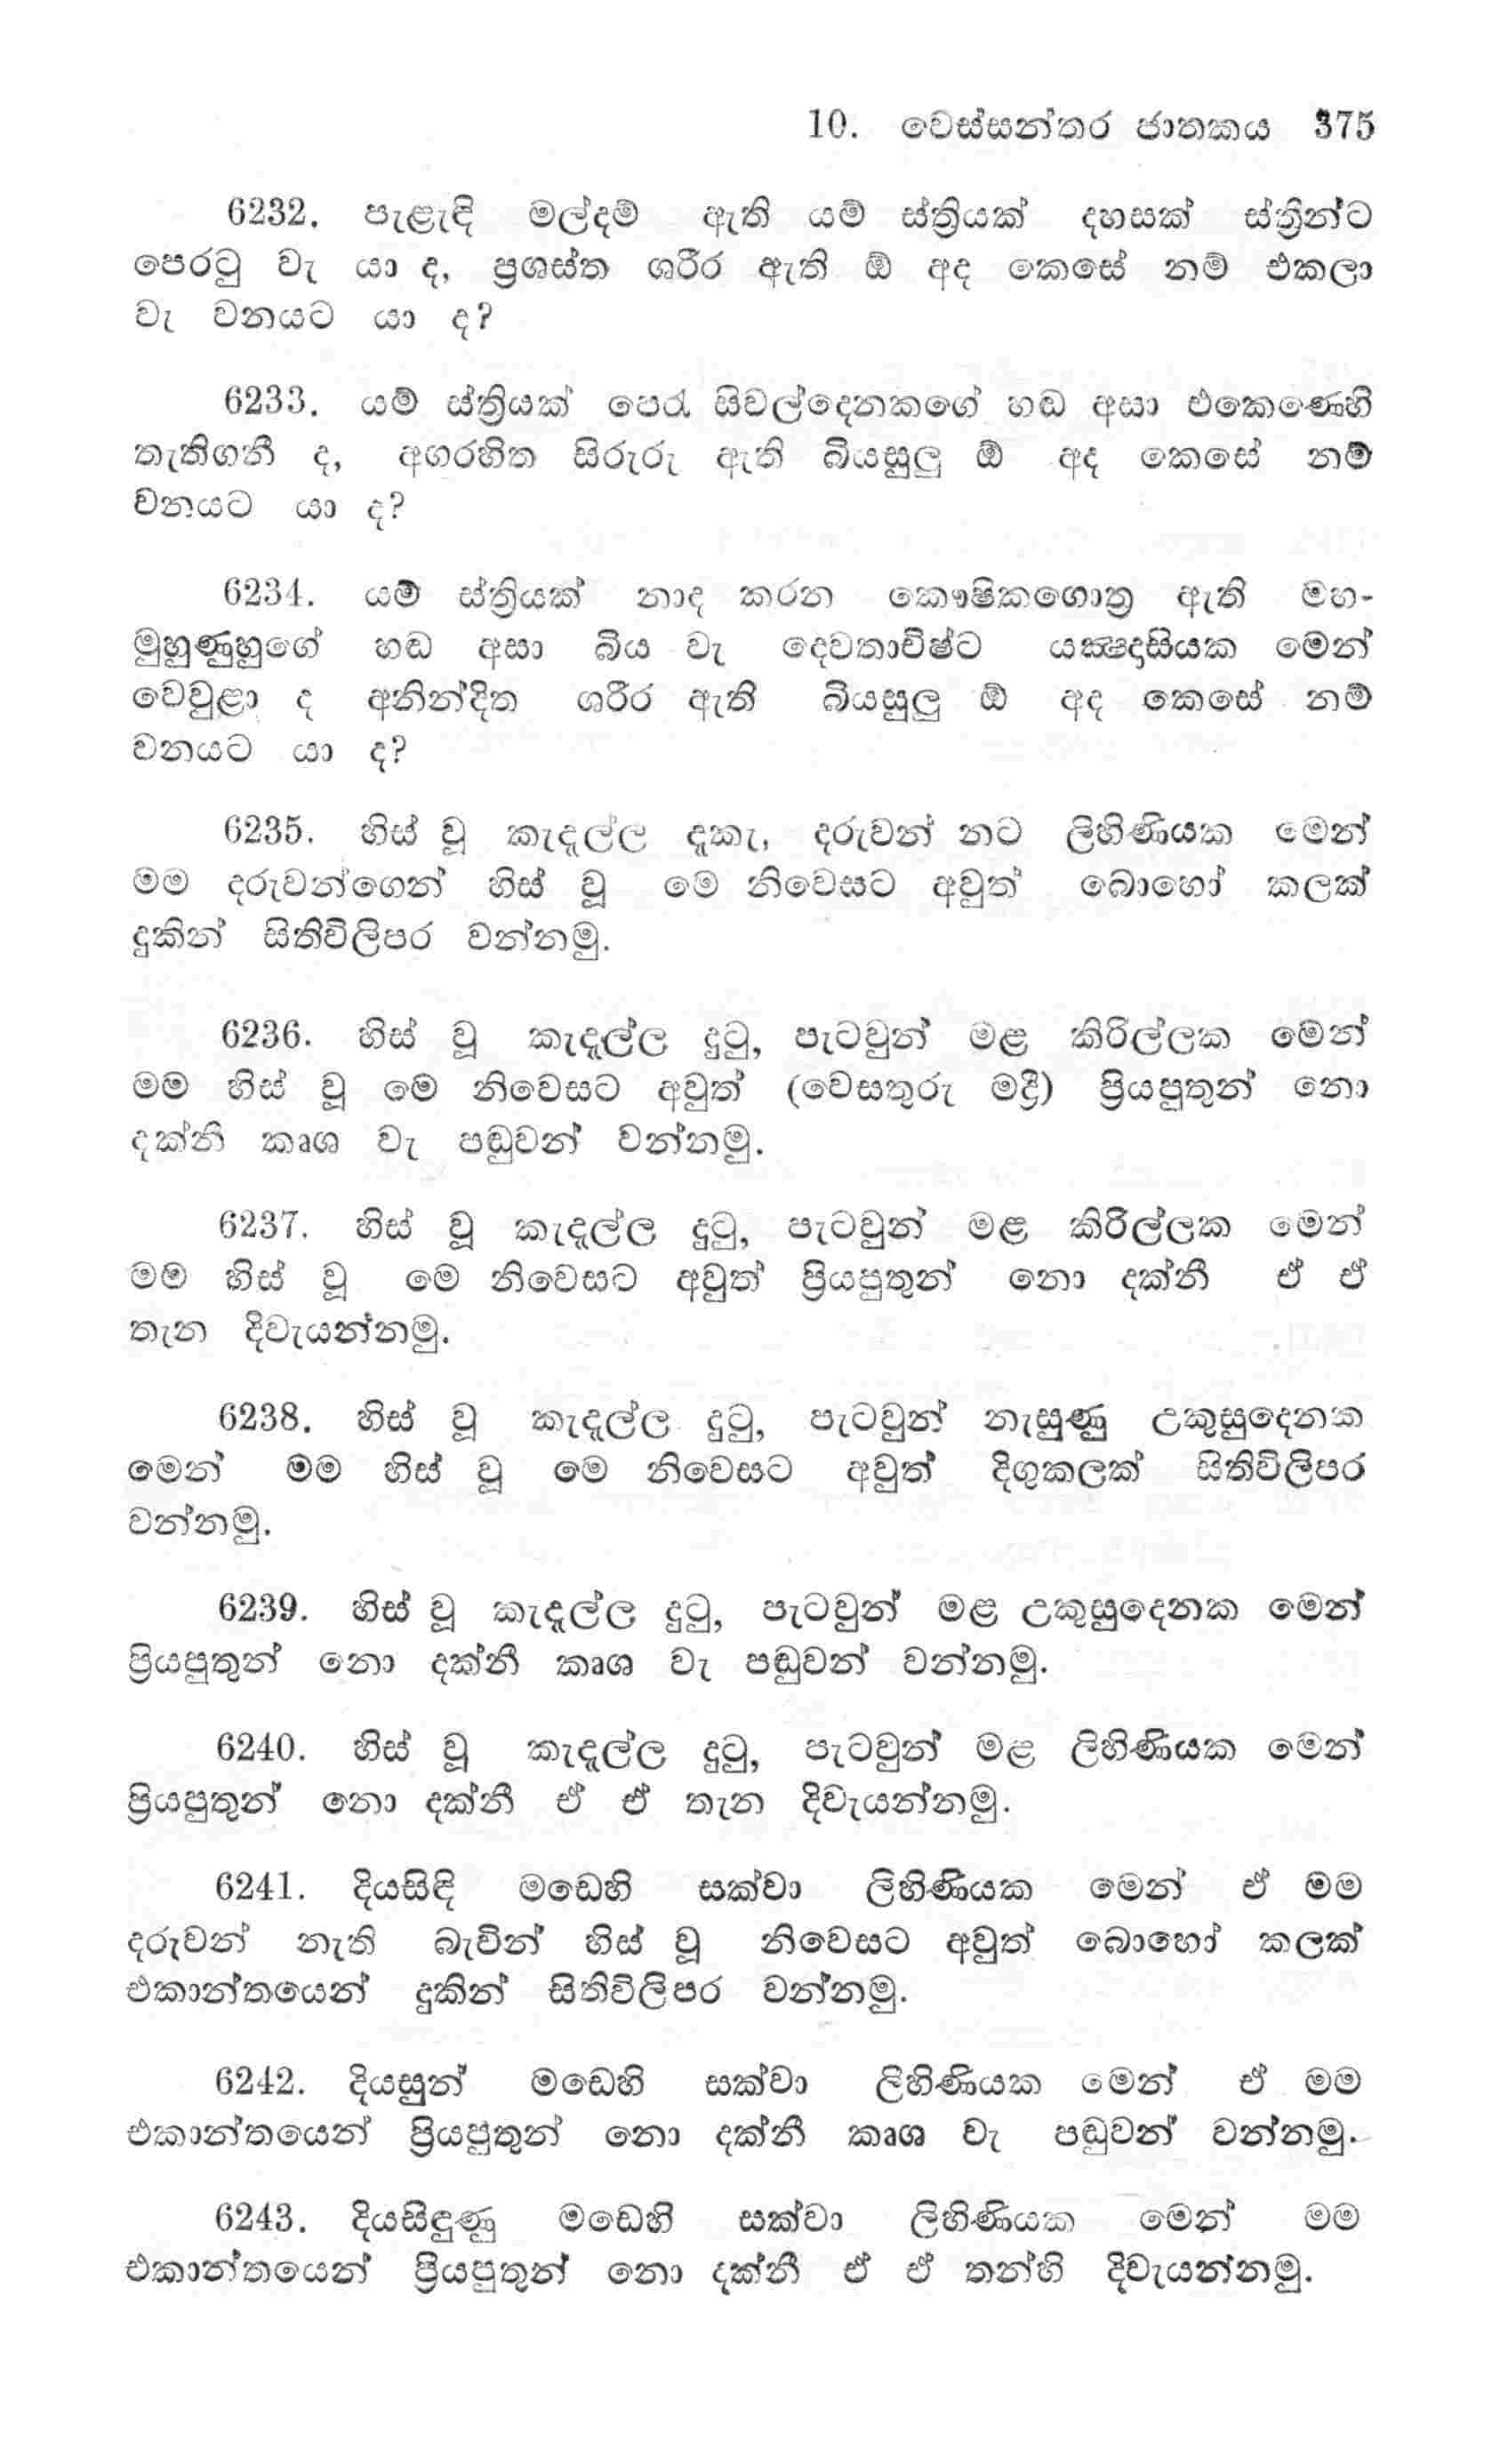 10. වෙස්සන්තර ජාතකය 375
6232. පැළැඳි මල්දම් ඇති යම් ස්ත්‍රියක් දහසක් ස්ත්‍රීන්ට
පෙරටු වැ යා ද, ප්‍රශස්ත ශරීර ඇති ඕ අද කෙසේ නම් එකලා
වැ වනයට යා ද?
6233. යම් ස්ත්‍රියක් පෙරැ සිවල්දෙනකගේ හඬ අසා එකෙණෙහි
තැතිගනී ද, අගරහිත සිරුරු ඇති බියසුලු ඕ අද කෙසේ නම්
වනයට යා ද?
6234. යම් ස්ත්‍රියක් නාද කරන කෞෂිකගොත්‍ර ඇති මහ-
මුහුණුහුගේ හඬ අසා බිය වැ දෙවතාවිෂ්ට යක්‍ෂදාසියක මෙන්
වෙවුළා ද අනින්දිත ශරීර ඇති බියසුලු ඕ අද කෙසේ නම්
වනයට යා ද?
6235. හිස් වූ කැදැල්ල දැකැ, දරුවන් නට ලිහිණියක මෙන්
මම දරුවන්ගෙන් හිස් වූ මෙ නිවෙසට අවුත් බොහෝ කලක්
දුකින් සිතිවිලිපර වන්නමු.
6236. හිස් වූ කැදැල්ල දුටු, පැටවුන් මළ කිරිල්ලක මෙන්
මම හිස් වූ මෙ නිවෙසට අවුත් (වෙසතුරු මද්‍රී) ප්‍රියපුතුන් නො
දක්නී කෘශ වැ පඬුවන් වන්නමු.
6237. හිස් වූ කැදැල්ල දුටු, පැටවුන් මළ කිරිල්ලක මෙන්
මම හිස් වූ මෙ නිවෙසට අවුත් ප්‍රියපුතුන් නො දක්නී ඒ ඒ
තැන දිවැයන්නමු.
6238. හිස් වූ කැදැල්ල දුටු, පැටවුන් නැසුණු උකුසුදෙනක
මෙන් මම හිස් වූ මෙ නිවෙසට අවුත් දිගුකලක් සිතිවිලිපර
වන්නමු.
6239. හිස් වූ කැදැල්ල දුටු, පැටවුන් මළ උකුසුදෙනක මෙන්
ප්‍රියපුතුන් නො දක්නී කෘශ වැ පඬුවන් වන්නමු.
6240. හිස් වූ කැදැල්ල දුටු, පැටවුන් මළ ලිහිණියක මෙන්
ප්‍රියපුතුන් නො දක්නී ඒ ඒ තැන දිවැයන්නමු.
6241. දියසිඳි මඩෙහි සක්වා ලිහිණියක මෙන් ඒ මම
දරුවන් නැති බැවින් හිස් වූ නිවෙසට අවුත් බොහෝ කලක්
එකාන්තයෙන් දුකින් සිතිවිලිපර වන්නමු.
6242. දියසුන් මඩෙහි සක්වා ලිහිණියක මෙන් ඒ මම
එකාන්තයෙන් ප්‍රියපුතුන් නො දක්නී කෘශ වැ පඬුවන් වන්නමු.
6243. දියසිඳුණු මඩෙහි සක්වා ලිහිණියක මෙන් මම
එකාන්තයෙන් ප්‍රියපුතුන් නො දක්නී ඒ ඒ තන්හි දිවැයන්නමු.